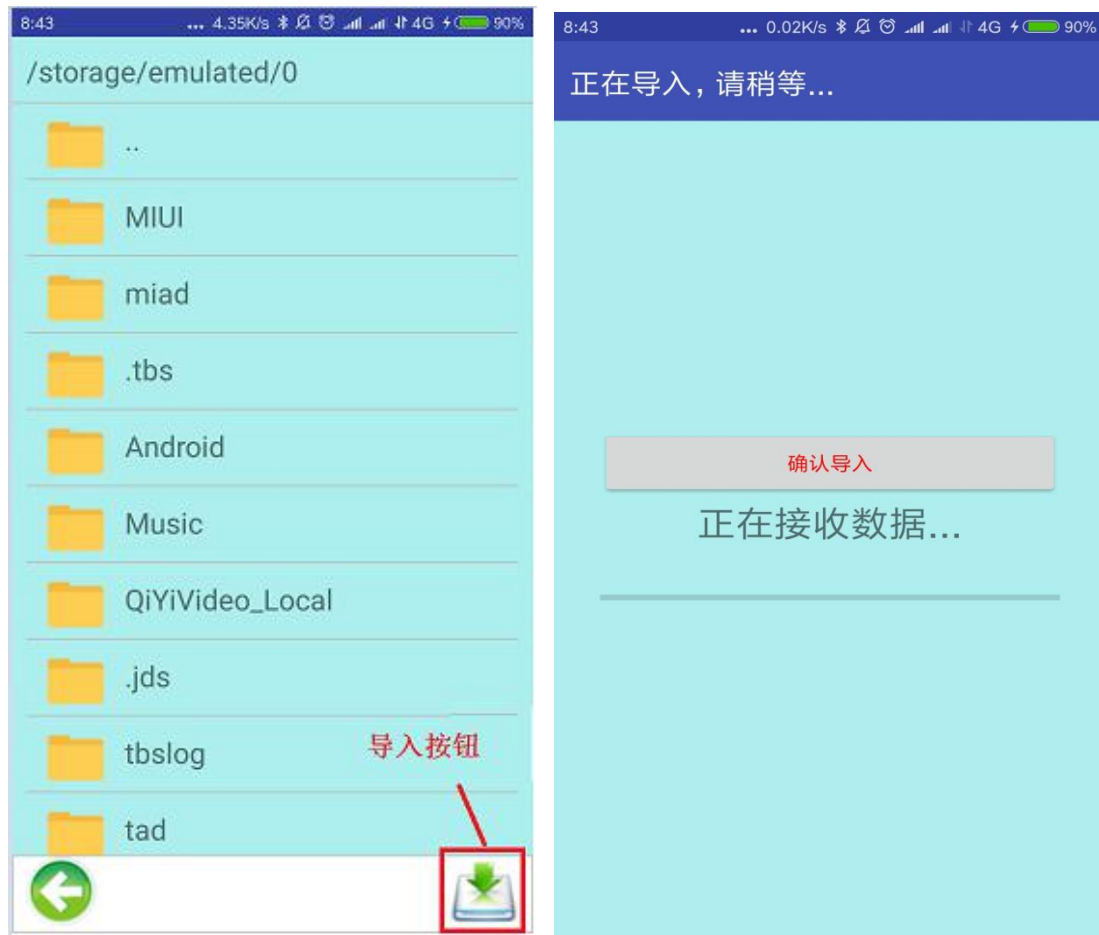 8:43 ... 4.35K/s 4G 90%
/storage/emulated/0
..
MIUI
miad
.tbs
Android
Music
QiYiVideo_Local
.jds
tbslog
导入按钮
tad
8:43 ... 0.02K/s 4G 90%
正在导入，请稍等...
确认导入
正在接收数据...